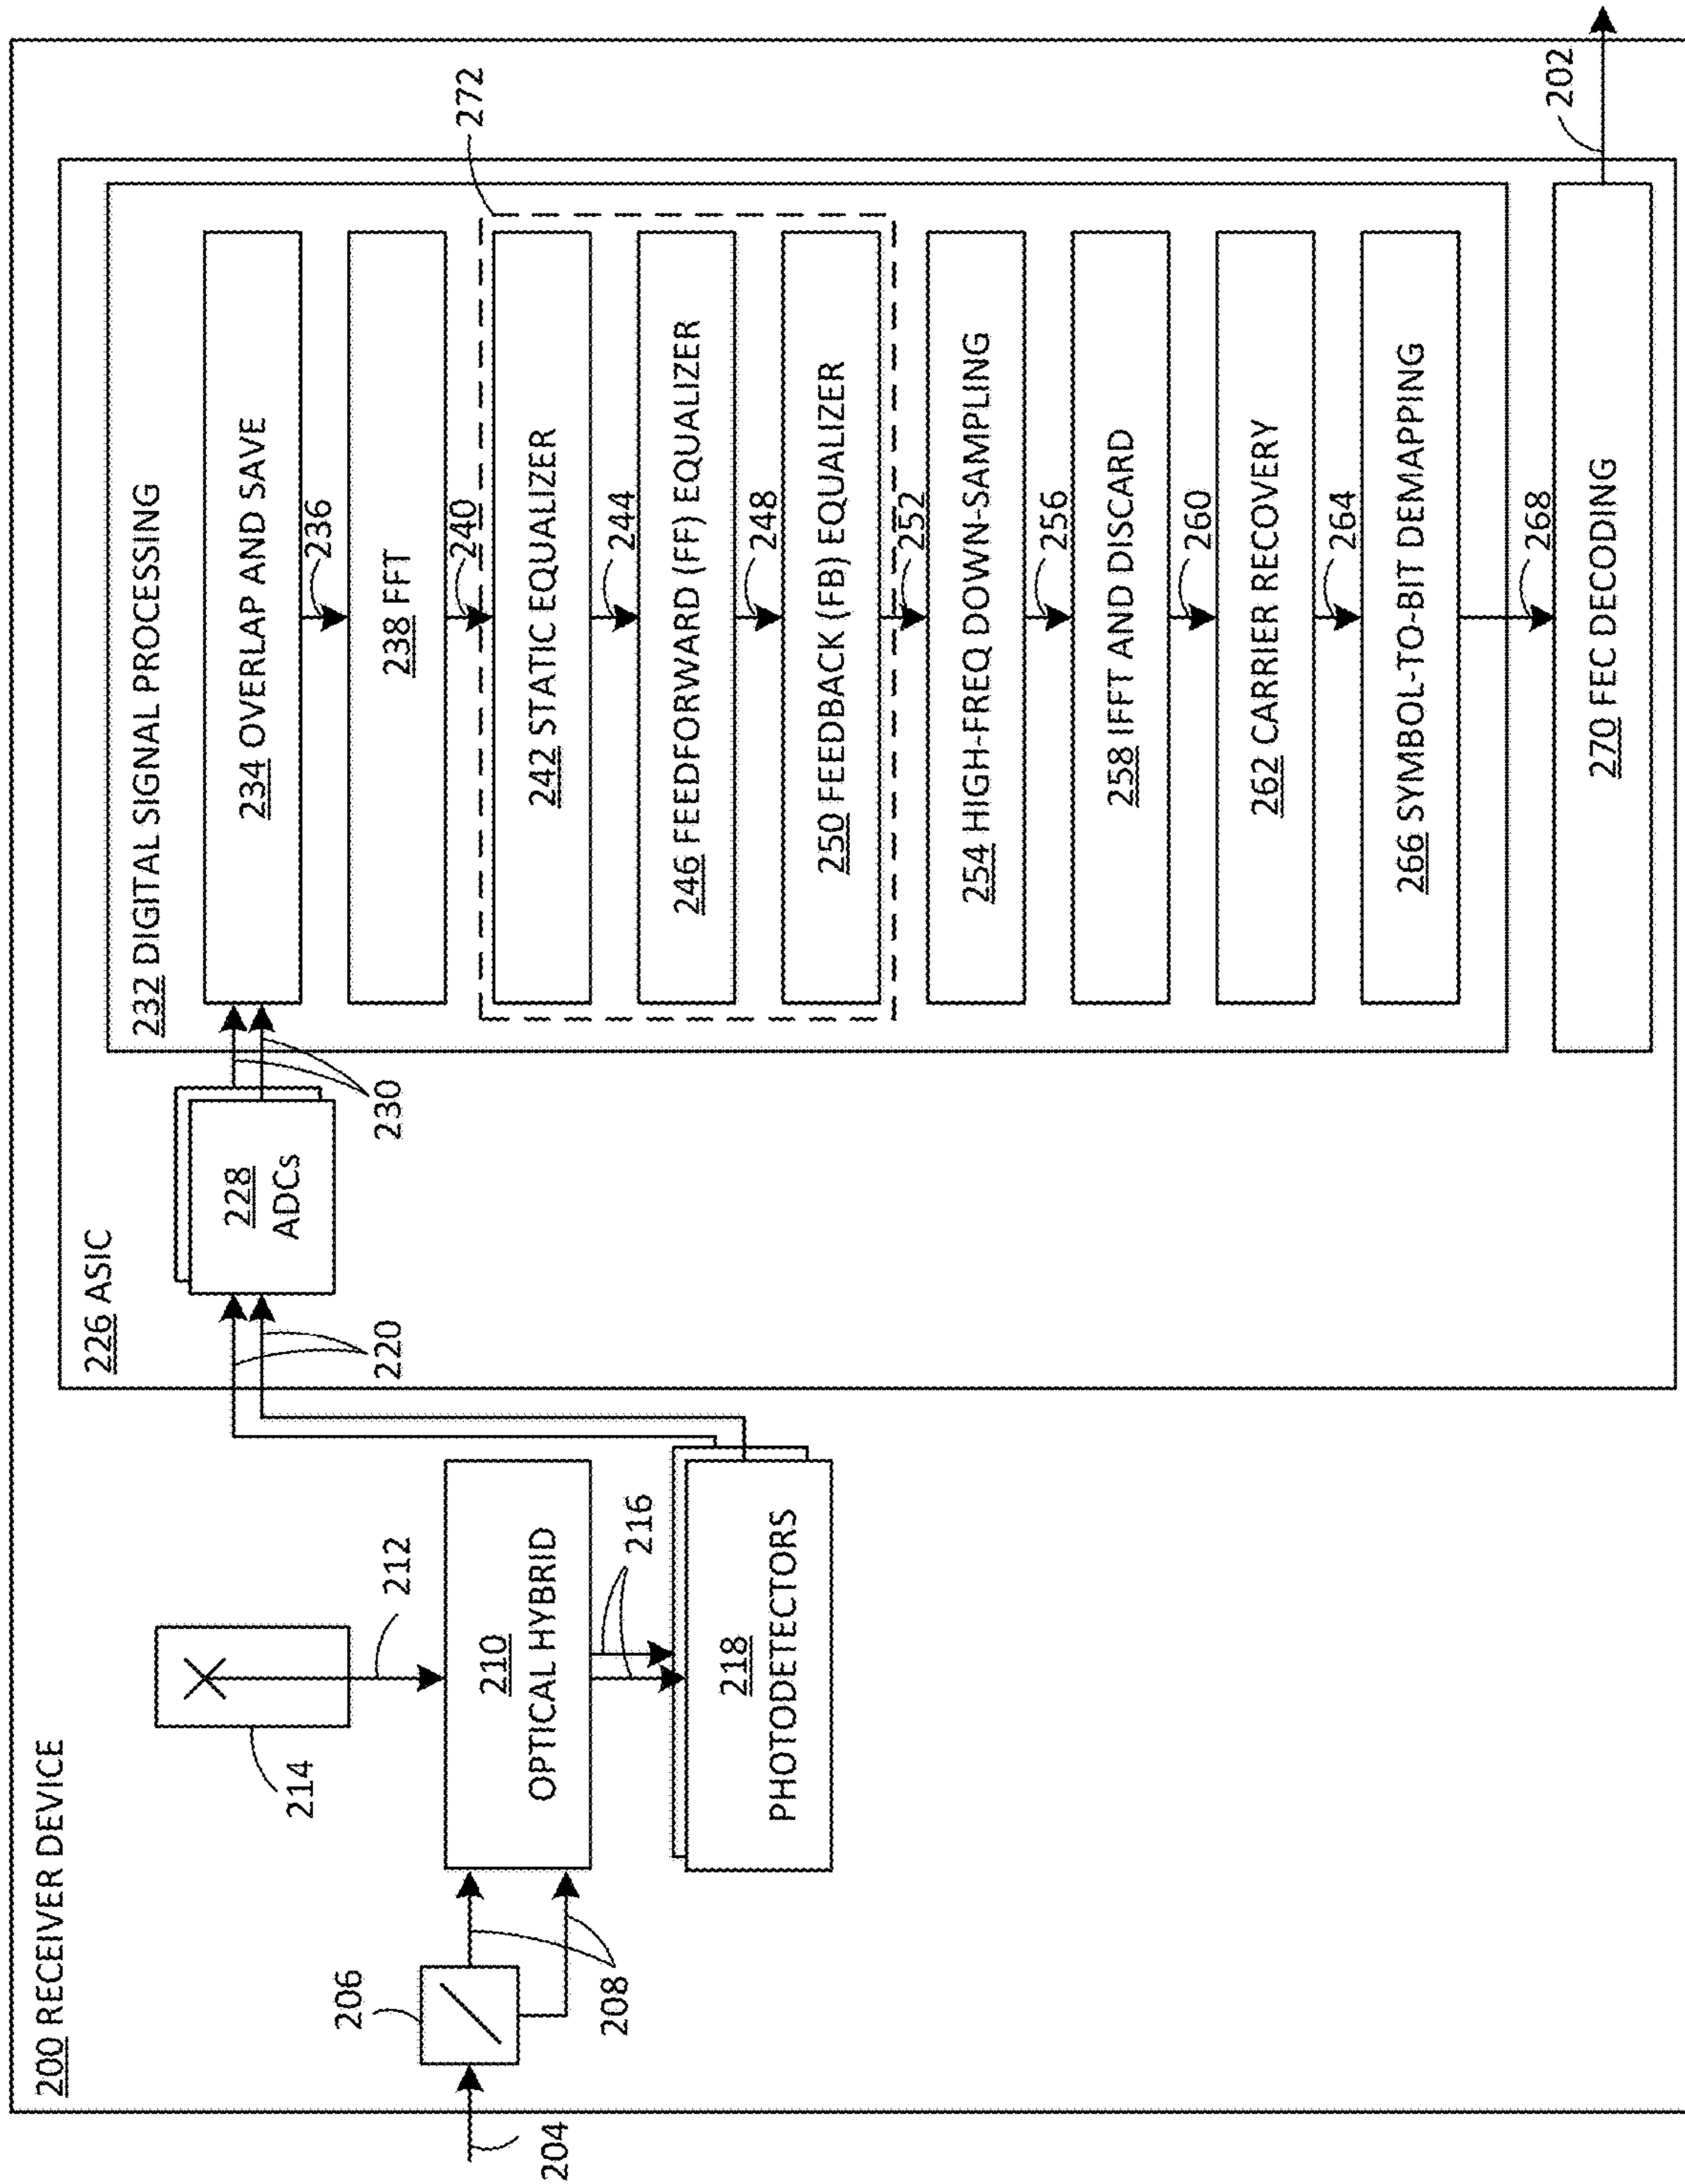 200 RECEIVER DEVICE
204
206
208
214
212
210
OPTICAL HYBRID
216
218
PHOTODETECTORS
226 ASIC
220
228
ADCs
230
232 DIGITAL SIGNAL PROCESSING
234 OVERLAP AND SAVE
236
238 FFT
240
272
242 STATIC EQUALIZER
244
246 FEEDFORWARD (FF) EQUALIZER
248
250 FEEDBACK (FB) EQUALIZER
252
254 HIGH-FREQ DOWN-SAMPLING
256
258 IFFT AND DISCARD
260
262 CARRIER RECOVERY
264
266 SYMBOL-TO-BIT DEMAPPING
268
270 FEC DECODING
202